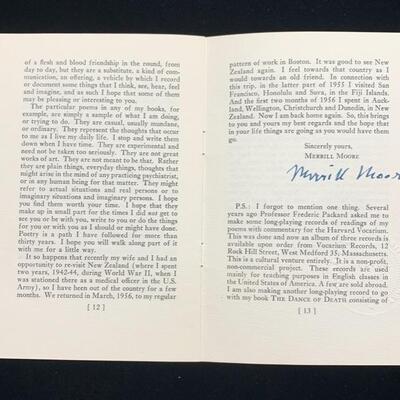 of a flesh and blood friendship in the round, from
day to day, but they are a substitute, a kind of com-
munication, an offering, a vehicle by which I record
or document some things that I think, see, hear, feel
and imagine, and as such I hope that some of them
may be pleasing or interesting to you.
The particular poems in any of my books, for
example, are simply a sample of what I am doing,
or trying to do. They are casual, usually mundane,
or ordinary. They represent the thoughts that occur
to me as I live my daily life. I stop and write them
down when I have time. They are experimental and
need not be taken too seriously. They are not great
works of art. They are not meant to be that. Rather
they are plain things, everyday things, thoughts that
might arise in the mind of any practicing psychiatrist,
or in any human being for that matter. They might
refer to actual situations and real persons or to
imaginary situations and imaginary persons. I hope
you find them worth your time. I hope that they
make up in small part for the times I did not get to
see you or be with you, write to you or do the things
for you or with you as I should or might have done.
Poetry is a path I have followed for more than
thirty years. I hope you will walk along part of it
with me for a little way.
It so happens that recently my wife and I had an
opportunity to re-visit New Zealand (where I spent
two years, 1942-44, during World War II, when I
was stationed there as a medical officer in the U.S.
Army), so I have been out of the country for a few
months. We returned in March, 1956, to my regular
[ 12 ]
pattern of work in Boston. It was good to see New
Zealand again. I feel towards that country as I
would towards an old friend. In connection with
this trip, in the latter part of 1955 I visited San
Francisco, Honolulu and Suva, in the Fiji Islands.
And the first two months of 1956 I spent in Auck-
land, Wellington, Christchurch and Dunedin, in New
Zealand. Now I am back home again. So, this brings
to you and yours my best regards and the hope that
in your life things are going as you would have them
go.
Sincerely yours,
MERRILL MOORE
Merrill Moore
P.S.: I forgot to mention one thing. Several
years ago Professor Frederic Packard asked me to
make some phonographic long-playing records of readings of my
poems with commentary for the Harvard Vocarium.
This was done and now an album of three records is
available upon order from Vocarium Records, 12
Rock Hill Street, West Medford 35, Massachusetts.
This is a cultural venture entirely. It is a non-profit,
non-commercial project. These records are used
mainly for teaching purposes in English classes in
the United States of America. A few are sold abroad.
I am also making another long-playing record to go
with my book THE DANCE OF DEATH consisting of
[ 13 ]